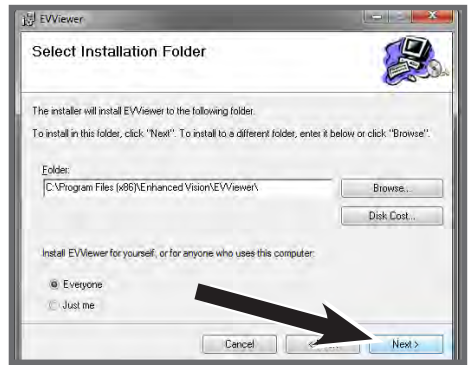 EVViewer
Select Installation Folder
The installer will install EVViewer to the following folder.
To install in this folder, click "Next". To install to a different folder, enter it below or click "Browse".
Folder:
C:\Program Files (x86)\Enhanced Vision\EVViewer\
Browse...
Disk Cost...
Install EVViewer for yourself, or for anyone who uses this computer:
Everyone
Just me
Cancel
Next >